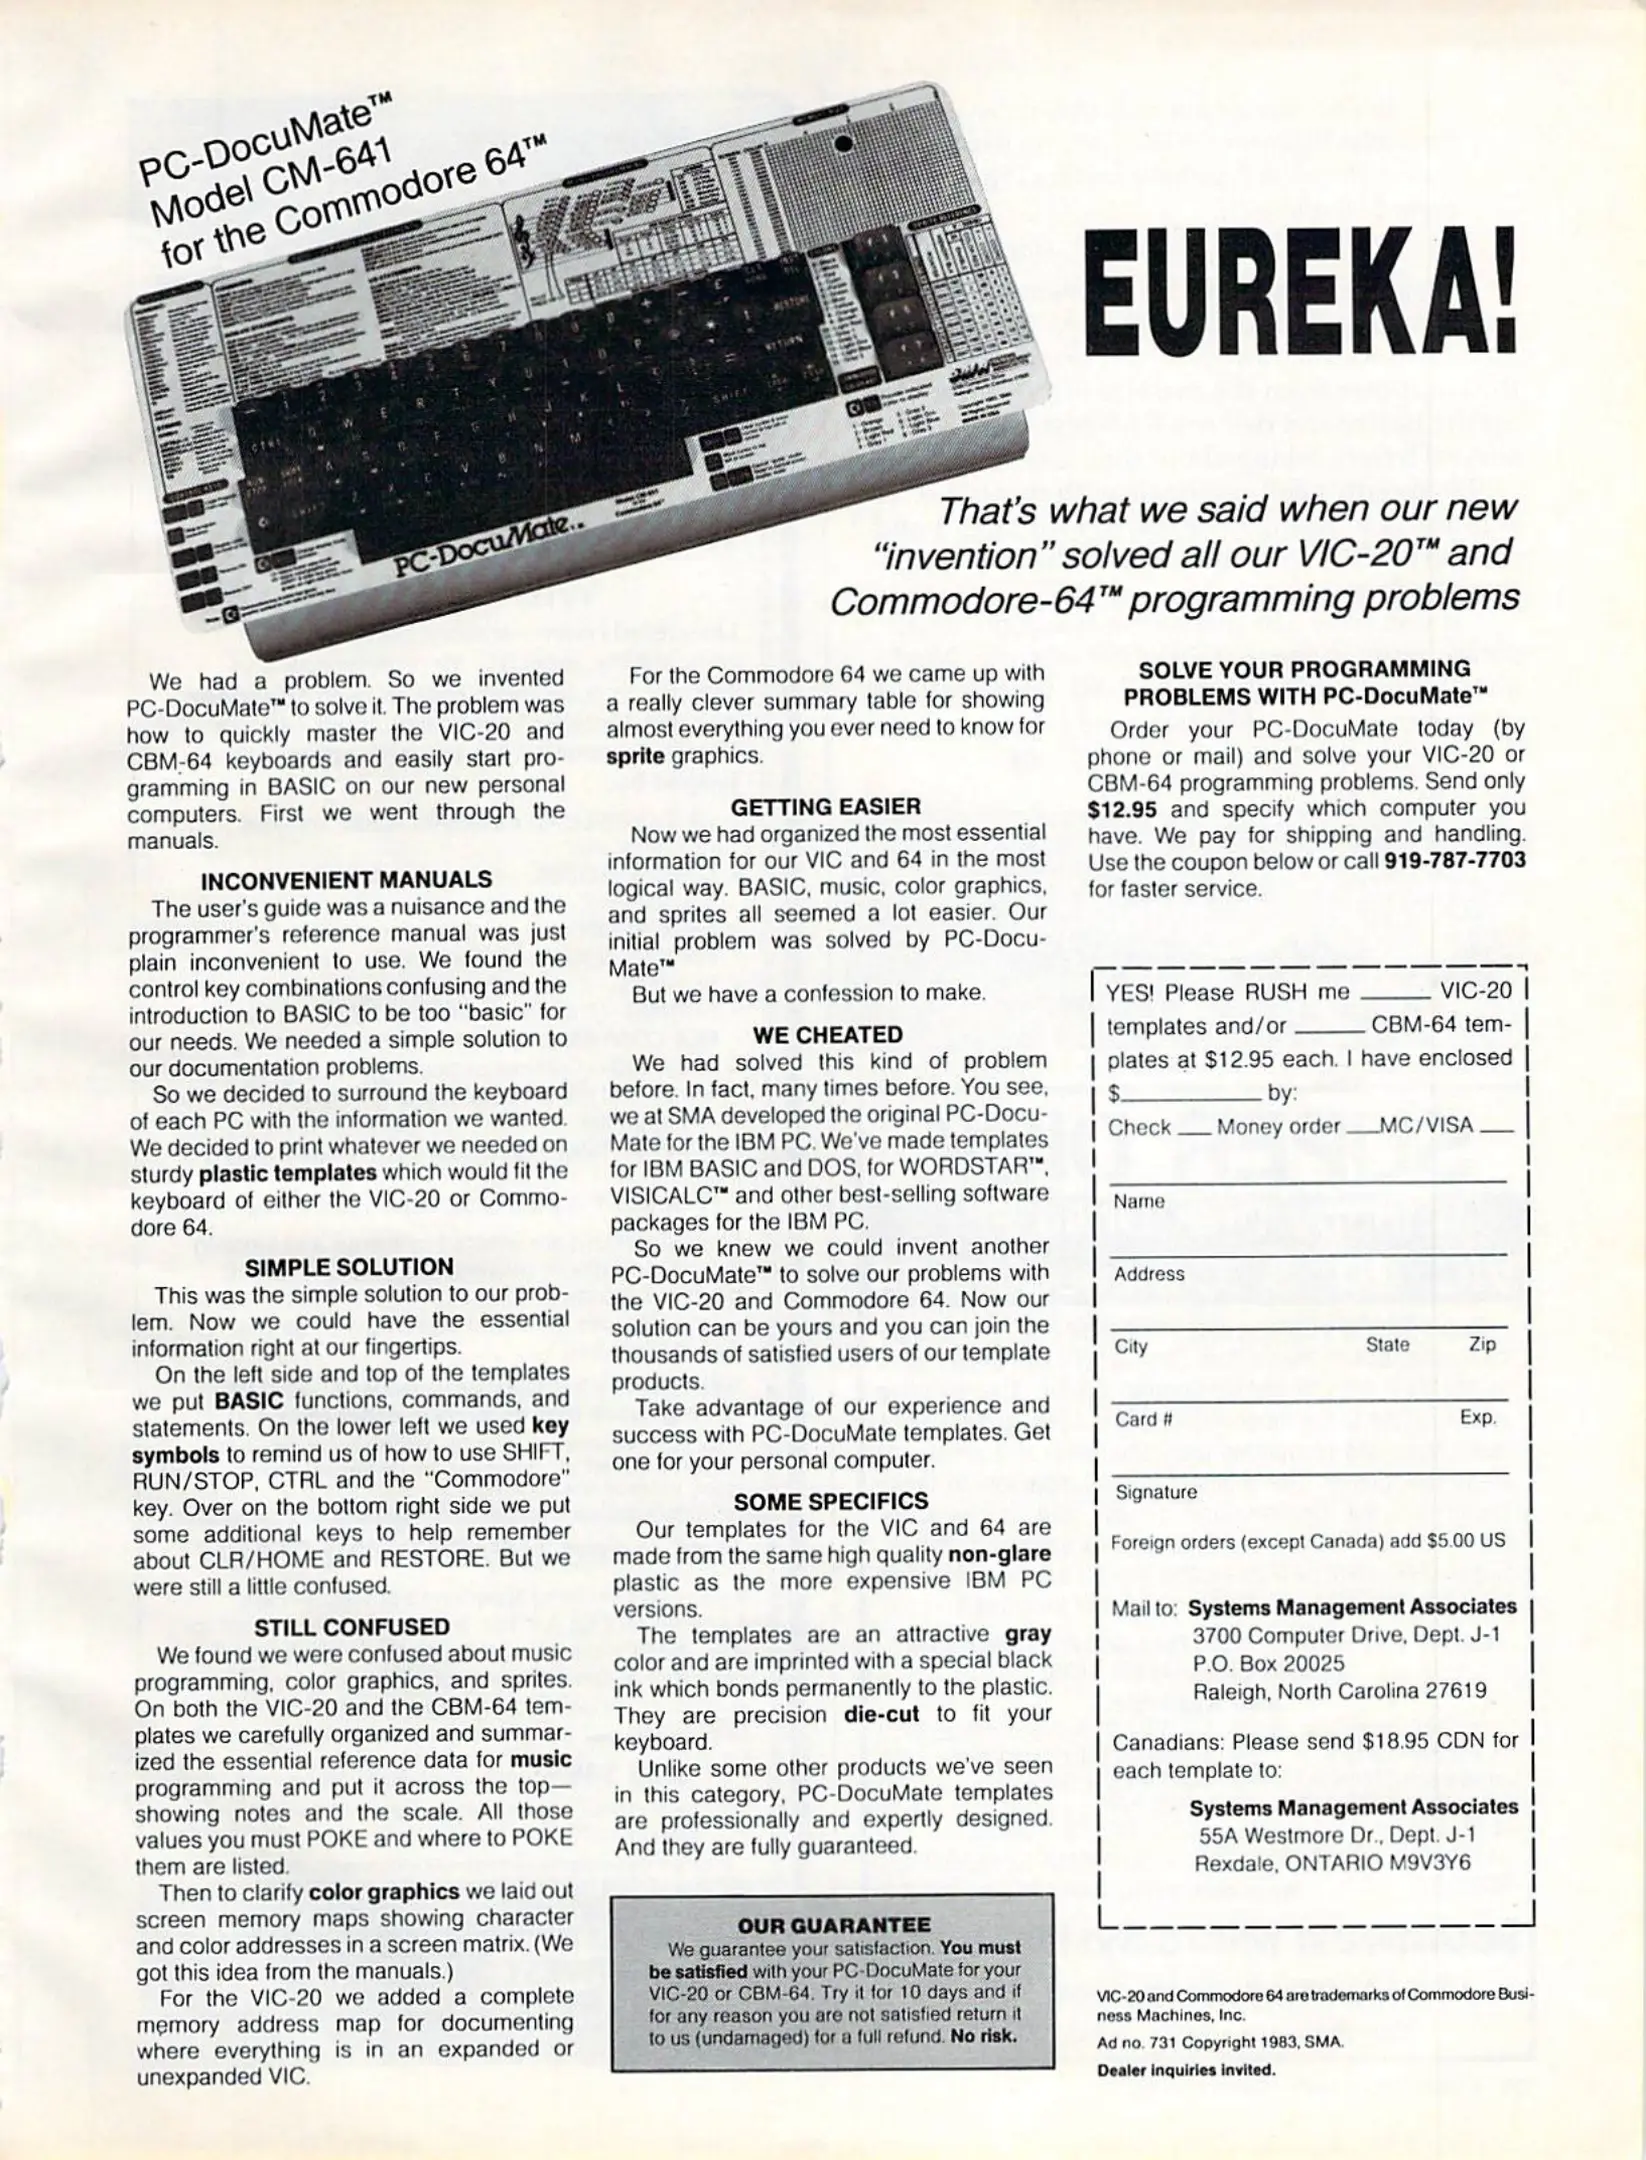 PC-DocuMate™
Model CM-641
for the Commodore 64™
EUREKA!
PC-DocuMate™
That's what we said when our new
"invention" solved all our VIC-20™ and
Commodore-64™ programming problems
We had a problem. So we invented
PC-DocuMate™ to solve it. The problem was
how to quickly master the VIC-20 and
CBM-64 keyboards and easily start pro-
gramming in BASIC on our new personal
computers. First we went through the
manuals.
INCONVENIENT MANUALS
The user's guide was a nuisance and the
programmer's reference manual was just
plain inconvenient to use. We found the
control key combinations confusing and the
introduction to BASIC to be too "basic" for
our needs. We needed a simple solution to
our documentation problems.
So we decided to surround the keyboard
of each PC with the information we wanted.
We decided to print whatever we needed on
sturdy plastic templates which would fit the
keyboard of either the VIC-20 or Commo-
dore 64.
SIMPLE SOLUTION
This was the simple solution to our prob-
lem. Now we could have the essential
information right at our fingertips.
On the left side and top of the templates
we put BASIC functions, commands, and
statements. On the lower left we used key
symbols to remind us of how to use SHIFT,
RUN/STOP, CTRL and the "Commodore"
key. Over on the bottom right side we put
some additional keys to help remember
about CLR/HOME and RESTORE. But we
were still a little confused.
STILL CONFUSED
We found we were confused about music
programming, color graphics, and sprites.
On both the VIC-20 and the CBM-64 tem-
plates we carefully organized and summar-
ized the essential reference data for music
programming and put it across the top—
showing notes and the scale. All those
values you must POKE and where to POKE
them are listed.
Then to clarify color graphics we laid out
screen memory maps showing character
and color addresses in a screen matrix. (We
got this idea from the manuals.)
For the VIC-20 we added a complete
memory address map for documenting
where everything is in an expanded or
unexpanded VIC.
For the Commodore 64 we came up with
a really clever summary table for showing
almost everything you ever need to know for
sprite graphics.
GETTING EASIER
Now we had organized the most essential
information for our VIC and 64 in the most
logical way. BASIC, music, color graphics,
and sprites all seemed a lot easier. Our
initial problem was solved by PC-Docu-
Mate™
But we have a confession to make.
WE CHEATED
We had solved this kind of problem
before. In fact, many times before. You see,
we at SMA developed the original PC-Docu-
Mate for the IBM PC. We've made templates
for IBM BASIC and DOS, for WORDSTAR™,
VISICALC™ and other best-selling software
packages for the IBM PC.
So we knew we could invent another
PC-DocuMate™ to solve our problems with
the VIC-20 and Commodore 64. Now our
solution can be yours and you can join the
thousands of satisfied users of our template
products.
Take advantage of our experience and
success with PC-DocuMate templates. Get
one for your personal computer.
SOME SPECIFICS
Our templates for the VIC and 64 are
made from the same high quality non-glare
plastic as the more expensive IBM PC
versions.
The templates are an attractive gray
color and are imprinted with a special black
ink which bonds permanently to the plastic.
They are precision die-cut to fit your
keyboard.
Unlike some other products we've seen
in this category, PC-DocuMate templates
are professionally and expertly designed.
And they are fully guaranteed.
OUR GUARANTEE
We guarantee your satisfaction. You must
be satisfied with your PC-DocuMate for your
VIC-20 or CBM-64. Try it for 10 days and if
for any reason you are not satisfied return it
to us (undamaged) for a full refund. No risk.
SOLVE YOUR PROGRAMMING
PROBLEMS WITH PC-DocuMate™
Order your PC-DocuMate today (by
phone or mail) and solve your VIC-20 or
CBM-64 programming problems. Send only
$12.95 and specify which computer you
have. We pay for shipping and handling.
Use the coupon below or call 919-787-7703
for faster service.
YES! Please RUSH me ______ VIC-20
templates and/or ______ CBM-64 tem-
plates at $12.95 each. I have enclosed
$____________ by:
Check ___ Money order ___MC/VISA ___
Name
Address
City State Zip
Card # Exp.
Signature
Foreign orders (except Canada) add $5.00 US
Mail to: Systems Management Associates
3700 Computer Drive, Dept. J-1
P.O. Box 20025
Raleigh, North Carolina 27619
Canadians: Please send $18.95 CDN for
each template to:
Systems Management Associates
55A Westmore Dr., Dept. J-1
Rexdale, ONTARIO M9V3Y6
VIC-20 and Commodore 64 are trademarks of Commodore Busi-
ness Machines, Inc.
Ad no. 731 Copyright 1983, SMA.
Dealer inquiries invited.